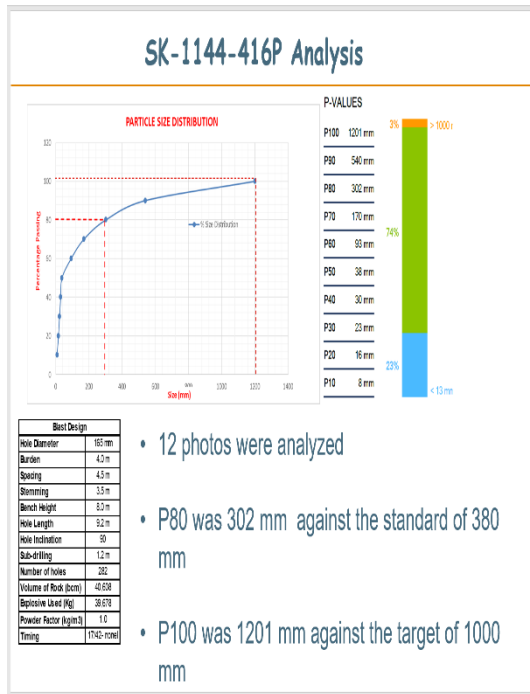 SK-1144-416P Analysis
PARTICLE SIZE DISTRIBUTION
120
100
80
60
40
20
0
Percentage Passing
% Size Distribution
0 200 400 600 800 1000 1200 1400
Size(mm)
P-VALUES
P100 1201 mm
P90 540 mm
P80 302 mm
P70 170 mm
P60 93 mm
P50 38 mm
P40 30 mm
P30 23 mm
P20 16 mm
P10 8 mm
3% > 1000 r
74%
23%
< 13 mm
Blast Design
Hole Diameter 165 mm
Burden 4.0 m
Spacing 4.5 m
Stemming 3.5 m
Bench Height 8.0 m
Hole Length 9.2 m
Hole Inclination 90
Sub-drilling 1.2 m
Number of holes 282
Volume of Rock (bcm) 40,608
Explosive Used (Kg) 39,678
Powder Factor (kg/m3) 1.0
Timing 17/42- nonel
• 12 photos were analyzed
• P80 was 302 mm against the standard of 380
mm
• P100 was 1201 mm against the target of 1000
mm